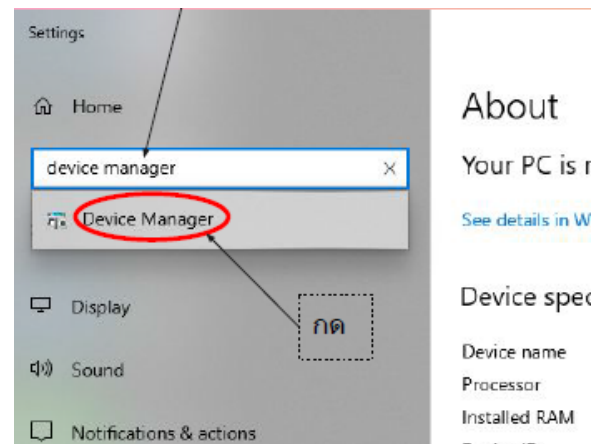 Settings
Home
device manager
Device Manager
Display
กด
Sound
Notifications & actions
About
Your PC is
See details in
Device
Device name
Processor
Installed RAM